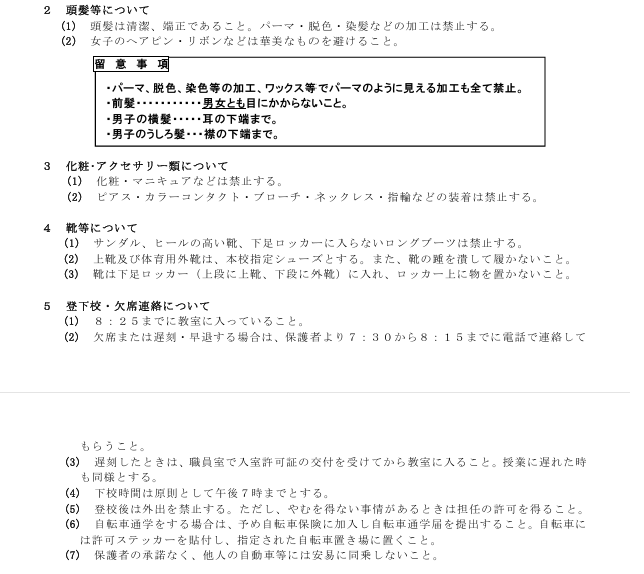 ２　頭髪等について
(1)　頭髪は清潔、端正であること。パーマ・脱色・染髪などの加工は禁止する。
(2)　女子のヘアピン・リボンなどは華美なものを避けること。
留 意 事 項
・パーマ、脱色、染色等の加工、ワックス等でパーマのように見える加工も全て禁止。
・前髪・・・・・・・・・・・男女とも目にかからないこと。
・男子の横髪・・・・・耳の下端まで。
・男子のうしろ髪・・・襟の下端まで。
３　化粧・アクセサリー類について
(1)　化粧・マニキュアなどは禁止する。
(2)　ピアス・カラーコンタクト・ブローチ・ネックレス・指輪などの装着は禁止する。
４　靴等について
(1)　サンダル、ヒールの高い靴、下足ロッカーに入らないロングブーツは禁止する。
(2)　上靴及び体育用外靴は、本校指定シューズとする。また、靴の踵を潰して履かないこと。
(3)　靴は下足ロッカー（上段に上靴、下段に外靴）に入れ、ロッカー上に物を置かないこと。
５　登下校・欠席連絡について
(1)　８：２５までに教室に入っていること。
(2)　欠席または遅刻・早退する場合は、保護者より７：３０から８：１５までに電話で連絡して
もらうこと。
(3)　遅刻したときは、職員室で入室許可証の交付を受けてから教室に入ること。授業に遅れた時
も同様とする。
(4)　下校時間は原則として午後７時までとする。
(5)　登校後は外出を禁止する。ただし、やむを得ない事情があるときは担任の許可を得ること。
(6)　自転車通学をする場合は、予め自転車保険に加入し自転車通学届を提出すること。自転車に
は許可ステッカーを貼付し、指定された自転車置き場に置くこと。
(7)　保護者の承諾なく、他人の自動車等には安易に同乗しないこと。